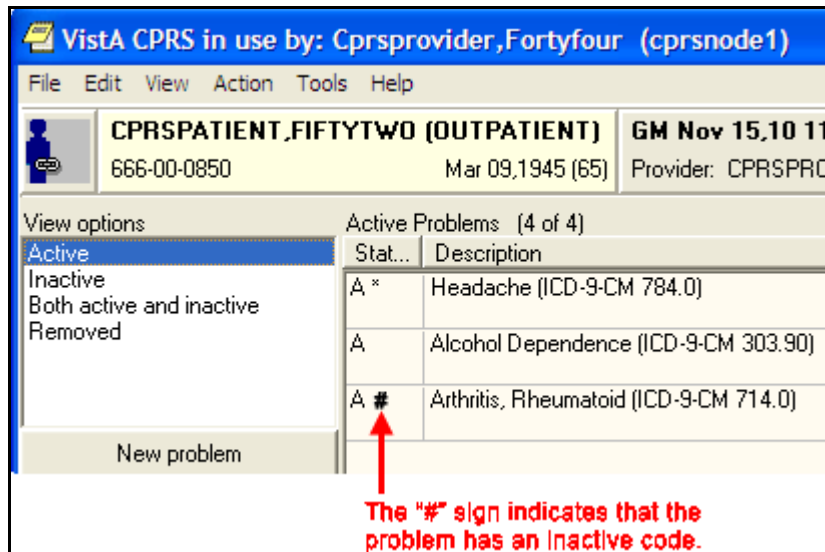 VistA CPRS in use by: Cprsprovider,Fortyfour (cprsnode1)
File Edit View Action Tools Help
CPRSPATIENT,FIFTYTWO (OUTPATIENT)
666-00-0850 Mar 09,1945 (65)
GM Nov 15,10 11
Provider: CPRSPRO
View options
Active
Inactive
Both active and inactive
Removed
New problem
Active Problems (4 of 4)
Stat... Description
A * Headache (ICD-9-CM 784.0)
A Alcohol Dependence (ICD-9-CM 303.90)
A # Arthritis, Rheumatoid (ICD-9-CM 714.0)
The "#" sign indicates that the
problem has an inactive code.